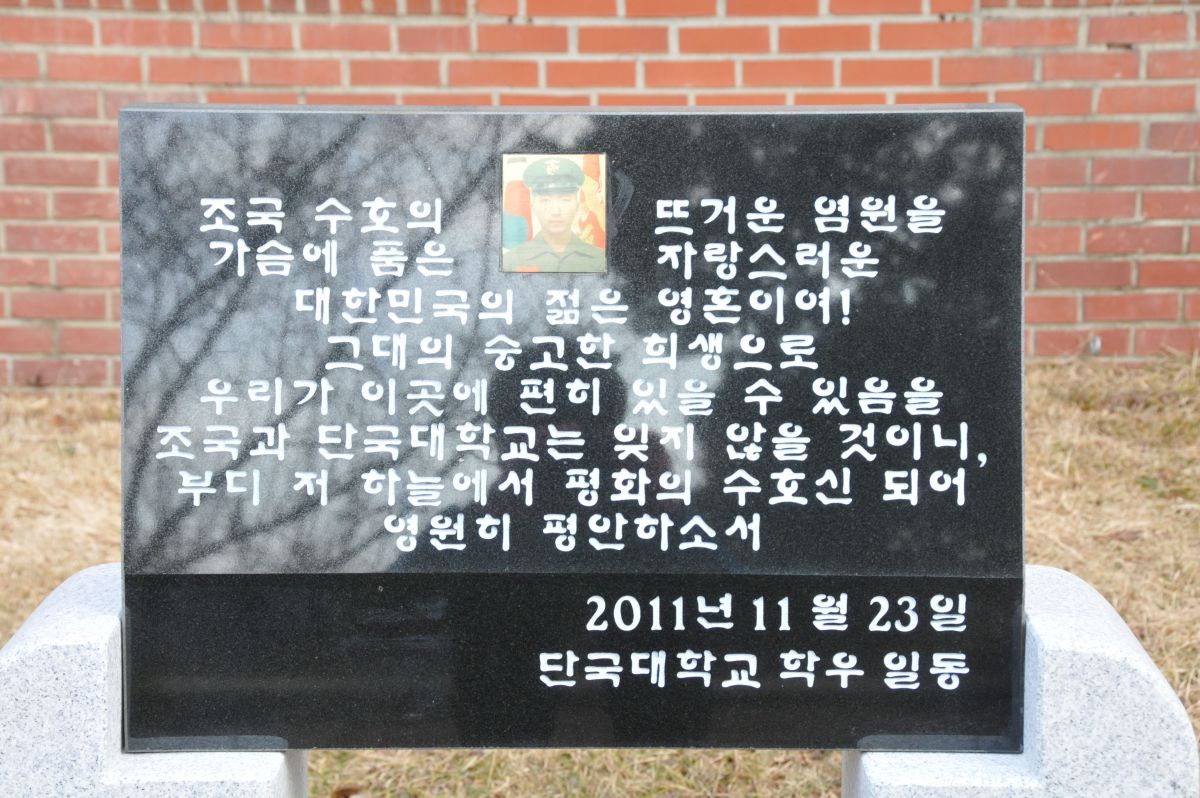 조국 수호의 뜨거운 염원을
가슴에 품은 자랑스러운
대한민국의 젊은 영혼이여!
그대의 숭고한 희생으로
우리가 이곳에 편히 있을 수 있음을
조국과 단국대학교는 잊지 않을 것이니,
부디 저 하늘에서 평화의 수호신 되어
영원히 평안하소서
2011년 11월 23일
단국대학교 학우 일동